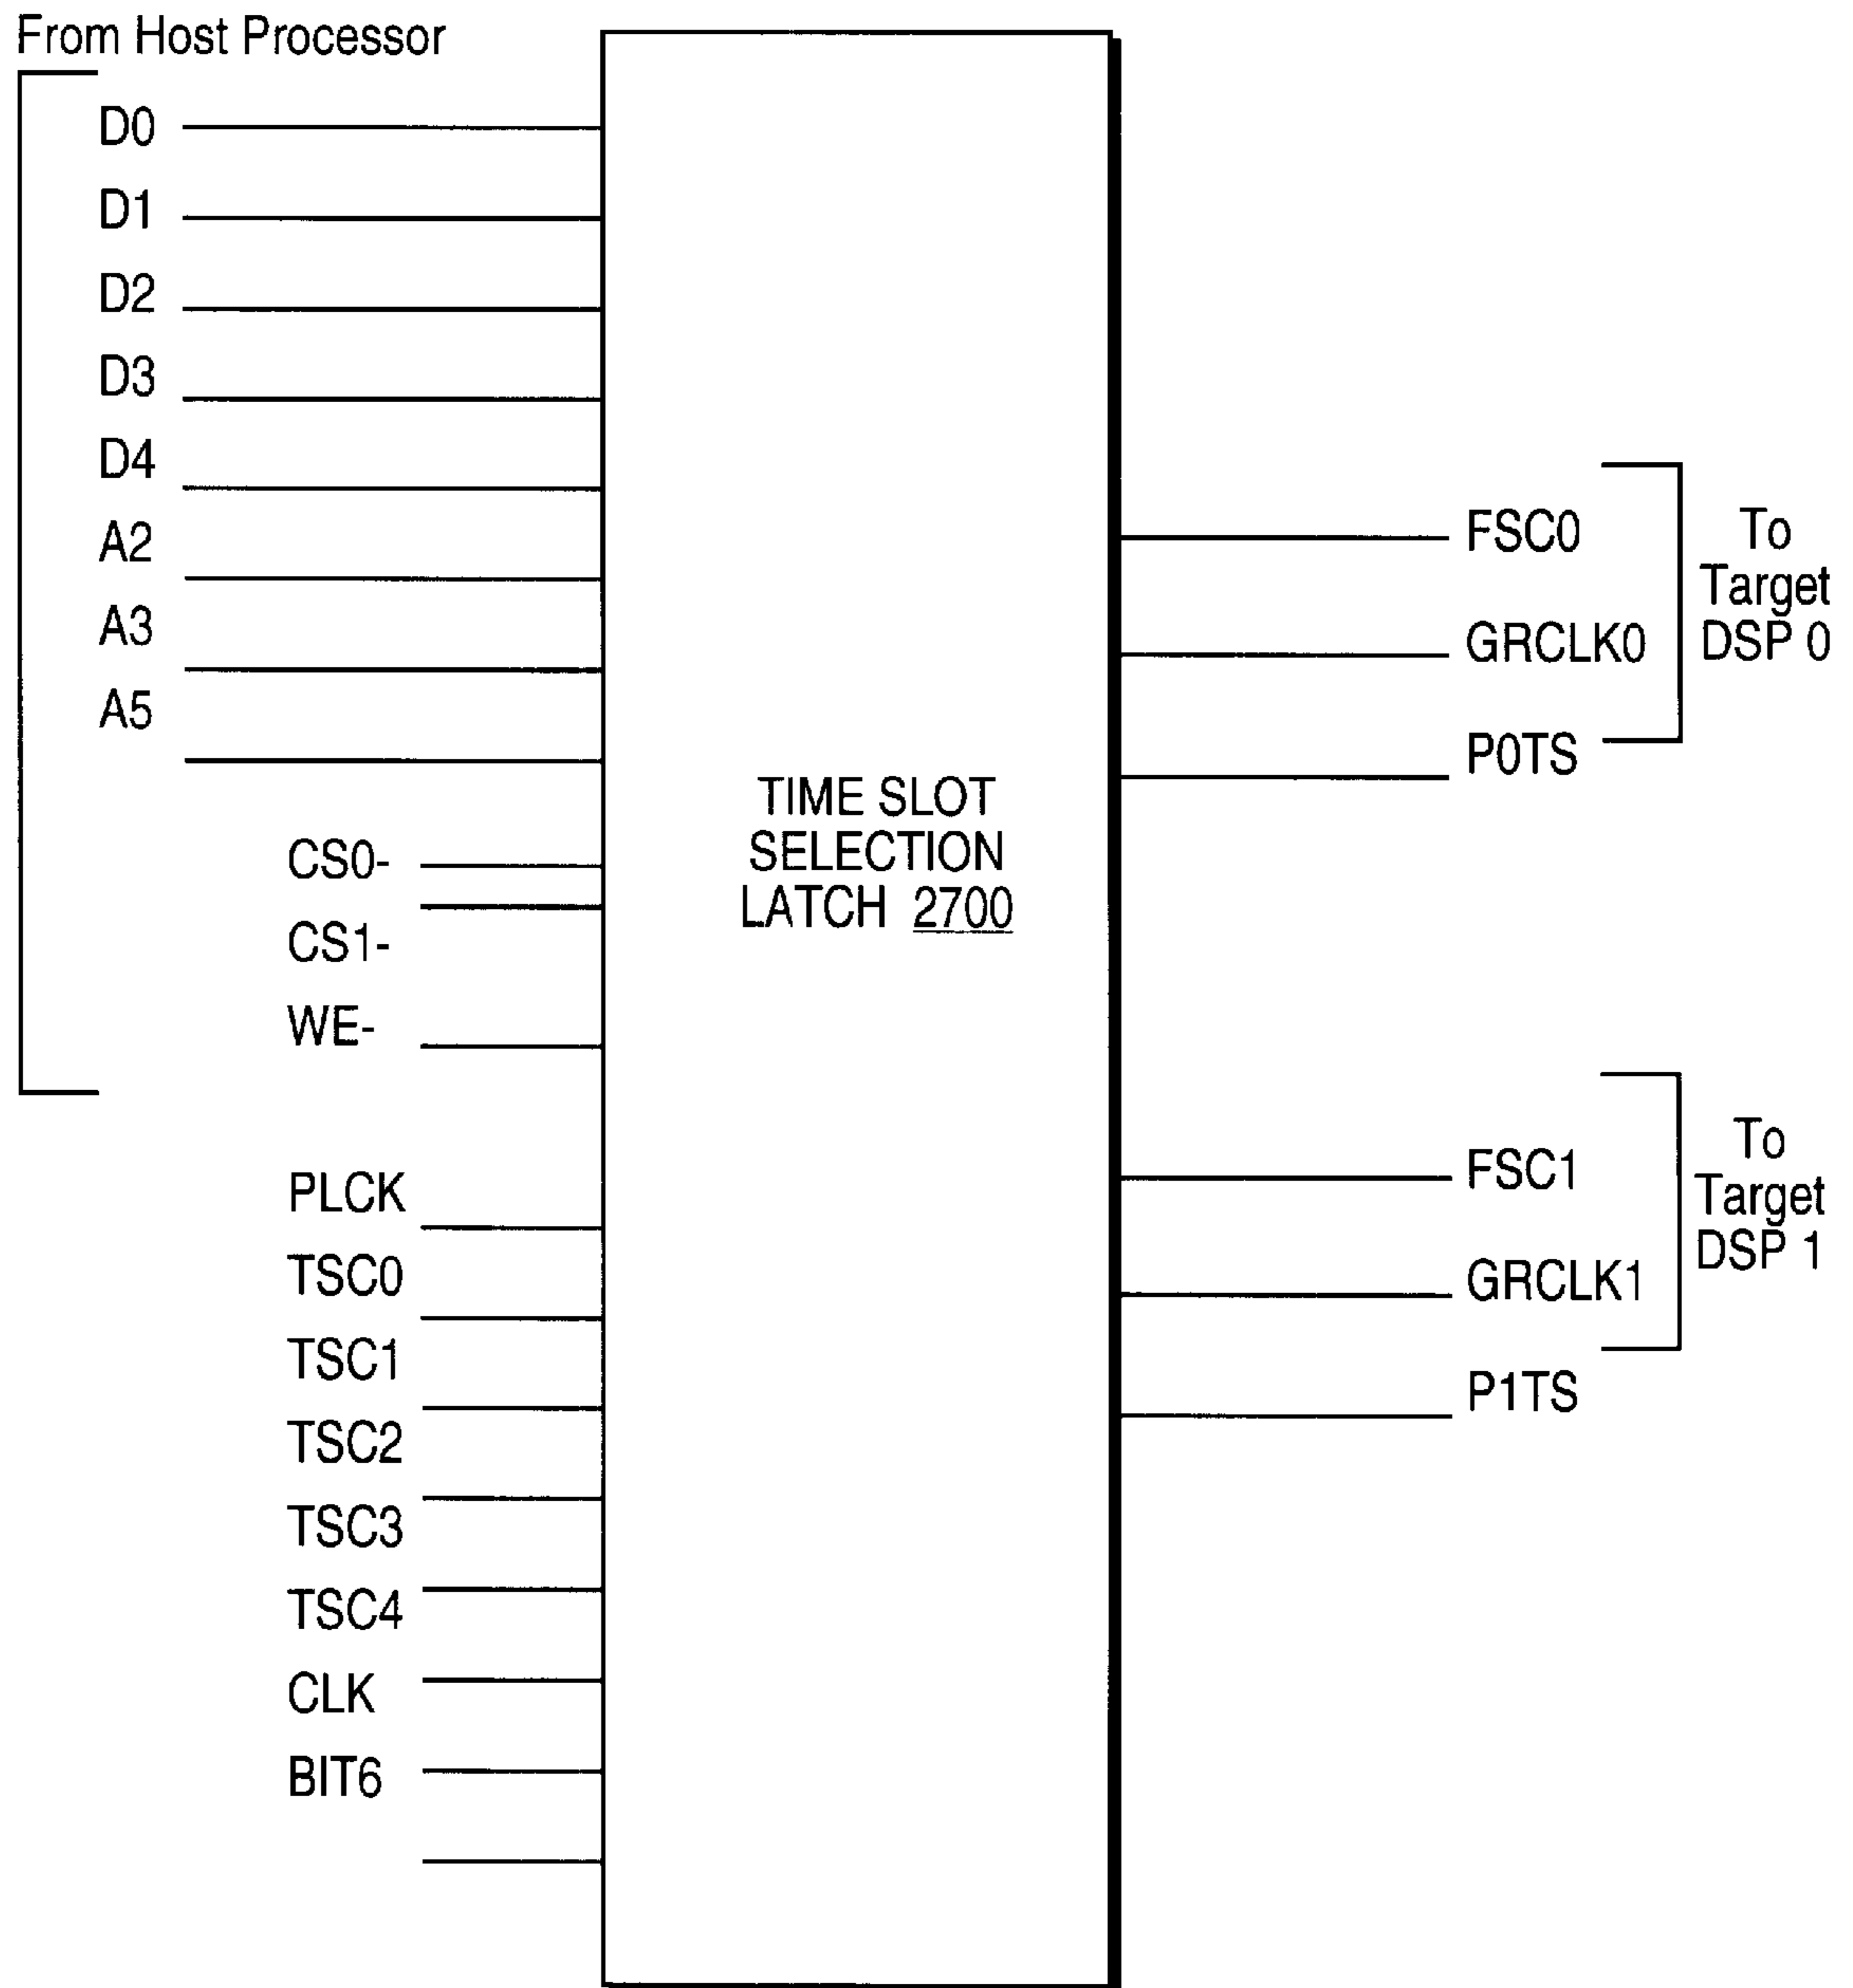 From Host Processor
D0
D1
D2
D3
D4
A2
A3
A5
CS0-
CS1-
WE-
PLCK
TSC0
TSC1
TSC2
TSC3
TSC4
CLK
BIT6
TIME SLOT
SELECTION
LATCH 2700
FSC0
GRCLK0
P0TS
To
Target
DSP 0
FSC1
GRCLK1
P1TS
To
Target
DSP 1